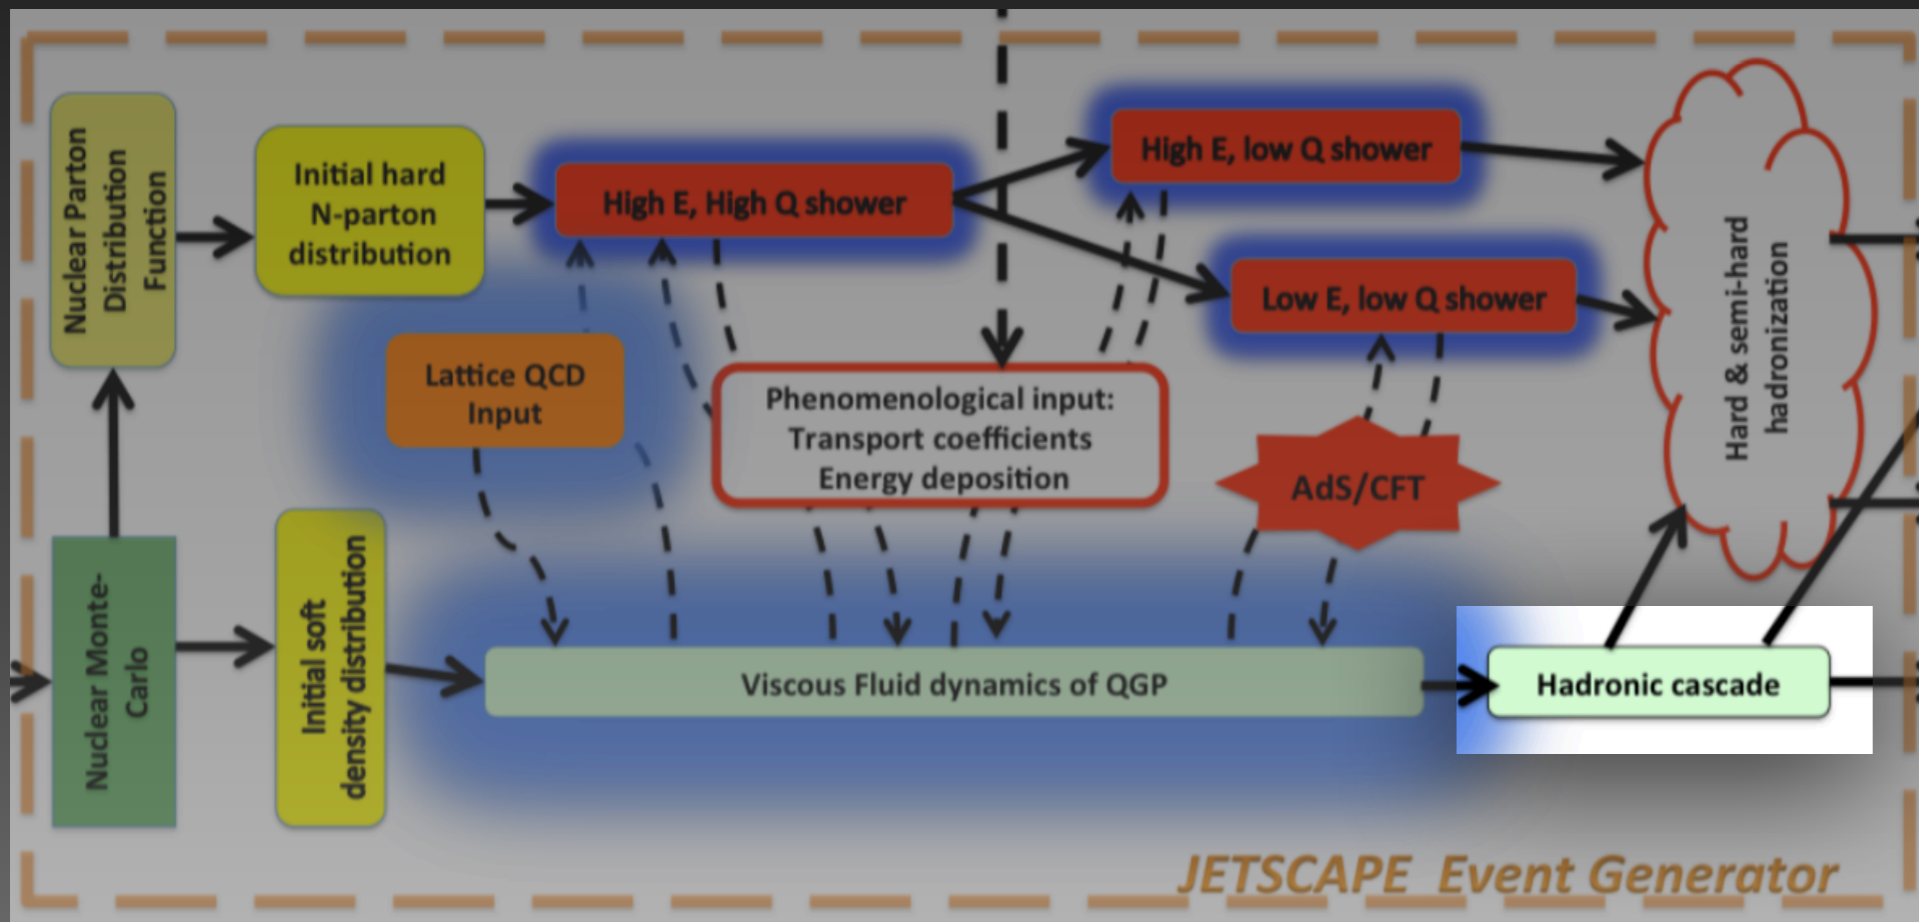 Nuclear Parton
Distribution
Function
Initial hard
N-parton
distribution
High E, High Q shower
High E, low Q shower
Low E, low Q shower
Hard & semi-hard
hadronization
Lattice QCD
Input
Phenomenological input:
Transport coefficients
Energy deposition
AdS/CFT
Nuclear Monte-
Carlo
Initial soft
density distribution
Viscous Fluid dynamics of QGP
Hadronic cascade
JETSCAPE Event Generator